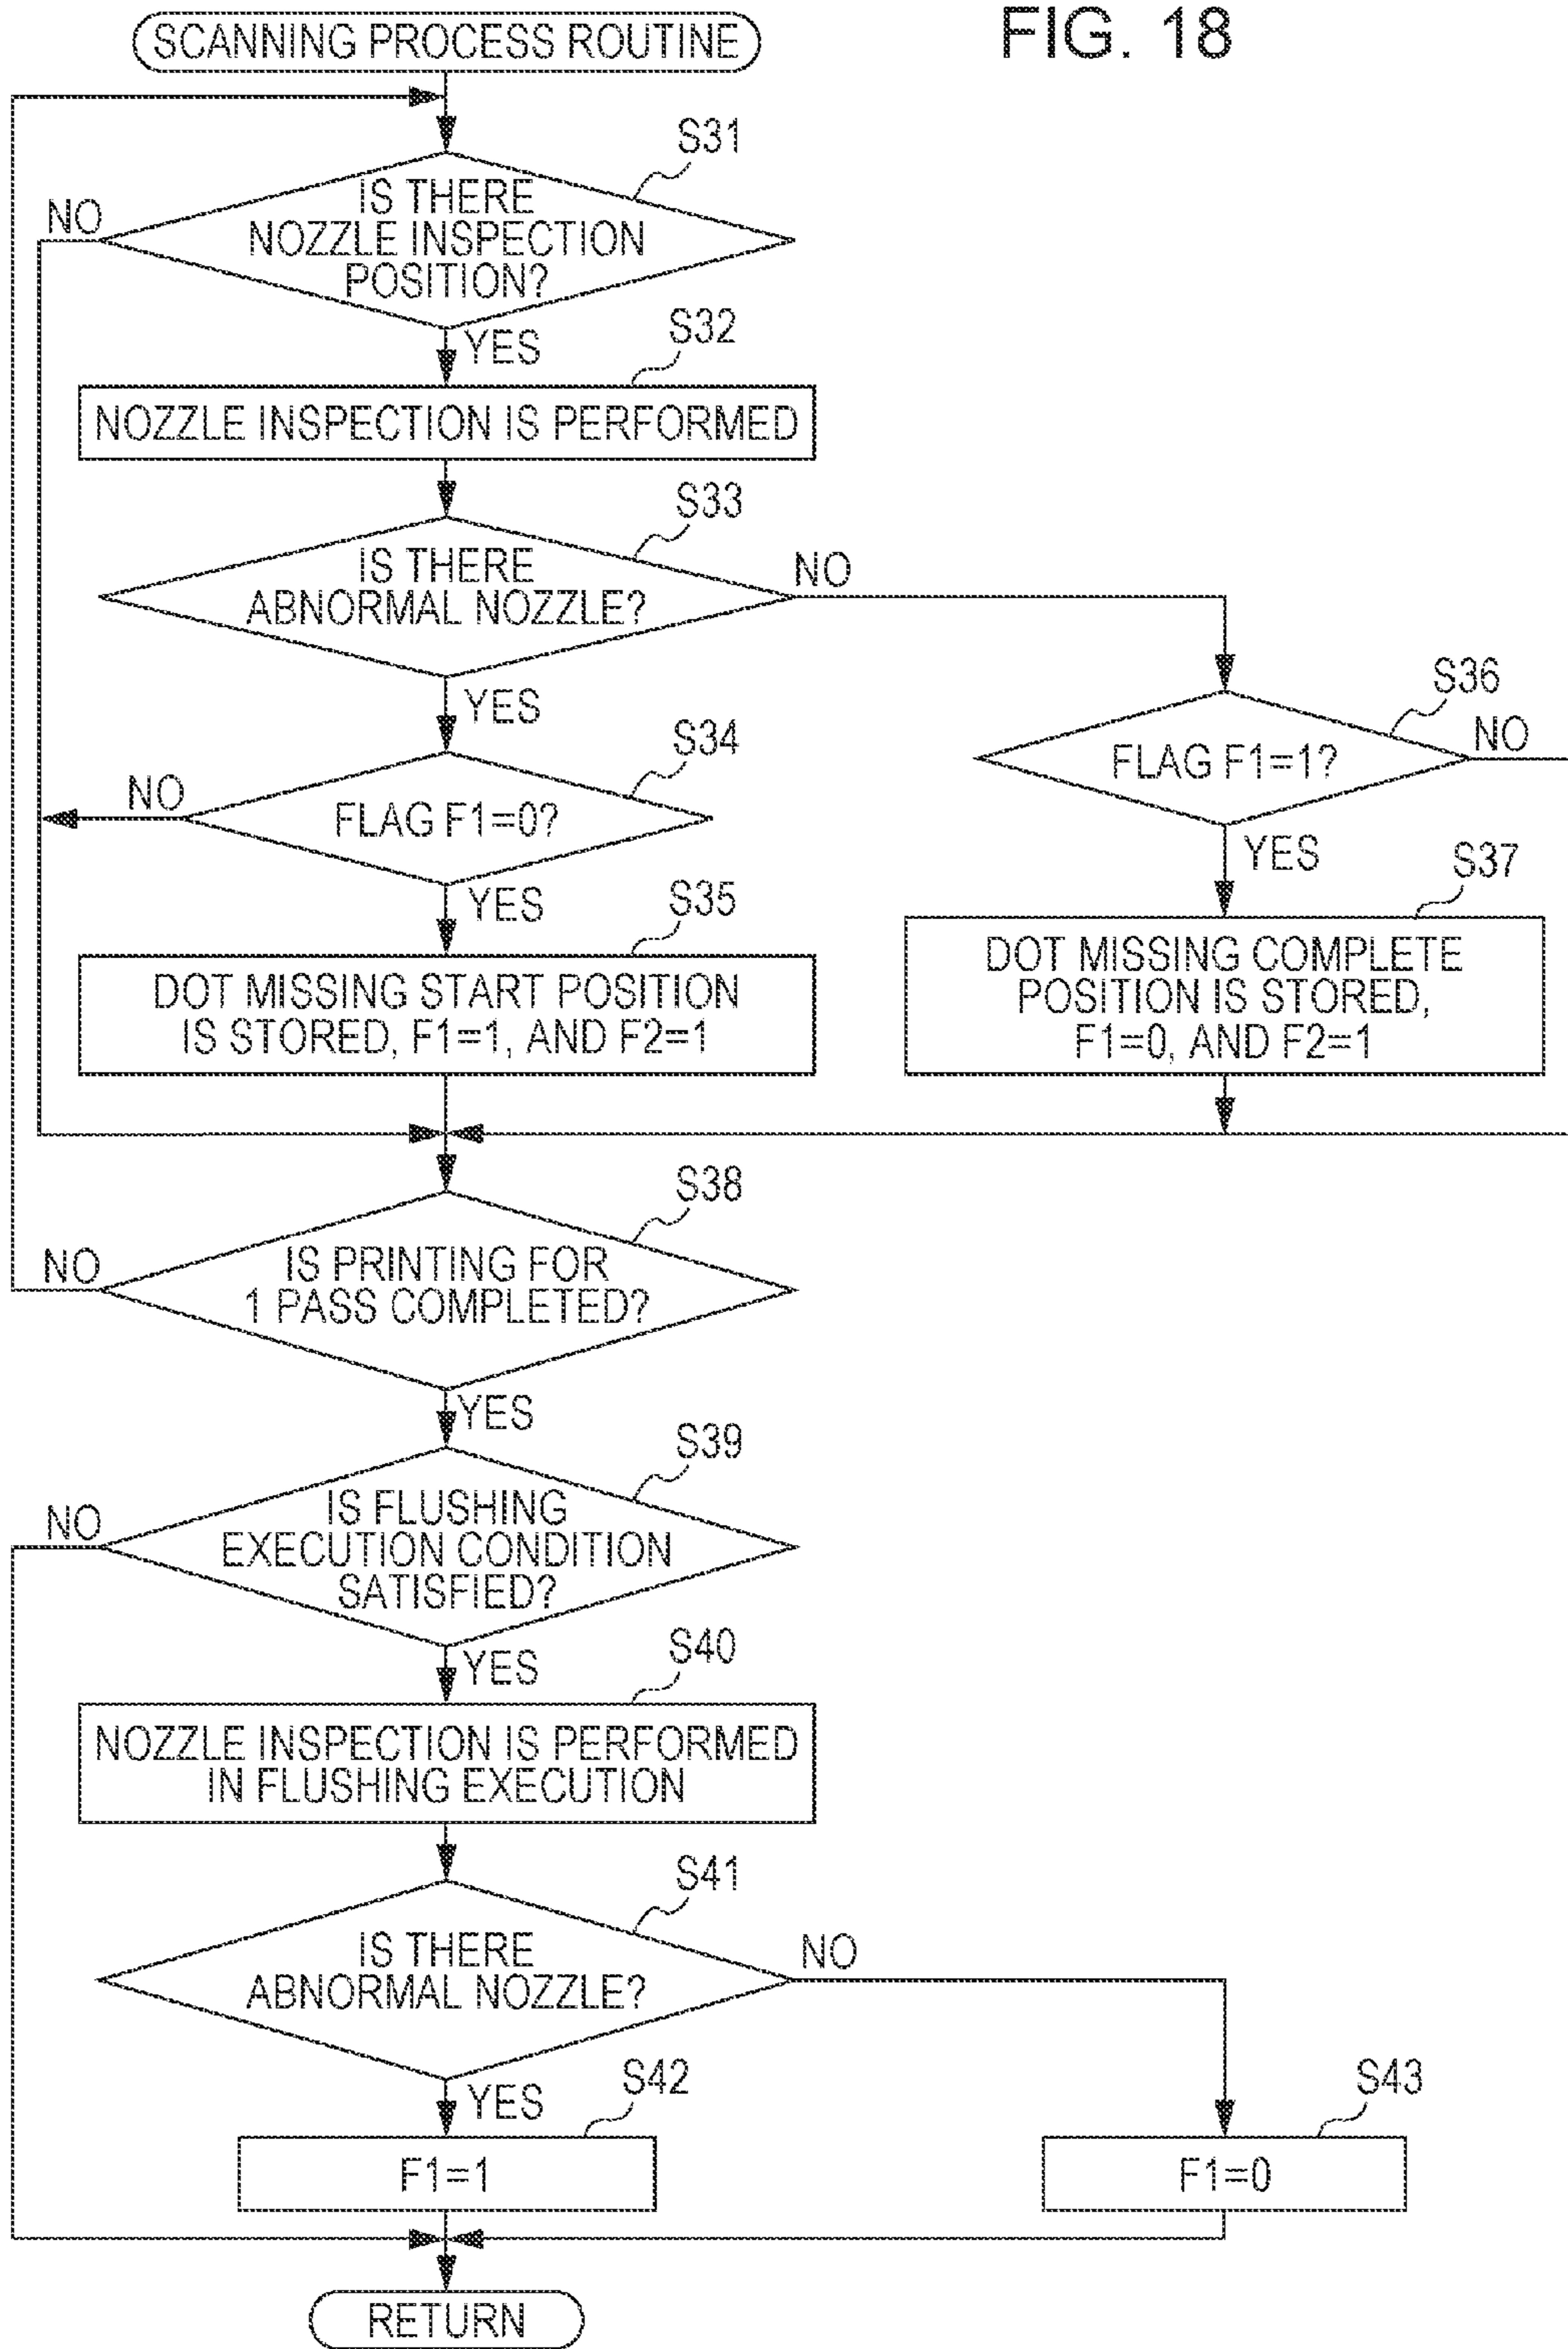 FIG. 18
SCANNING PROCESS ROUTINE
S31
IS THERE
NOZZLE INSPECTION
POSITION?
NO
YES
S32
NOZZLE INSPECTION IS PERFORMED
S33
IS THERE
ABNORMAL NOZZLE?
NO
YES
S34
FLAG F1=0?
NO
YES
S36
FLAG F1=1?
NO
YES
S35
DOT MISSING START POSITION
IS STORED, F1=1, AND F2=1
S37
DOT MISSING COMPLETE
POSITION IS STORED,
F1=0, AND F2=1
S38
IS PRINTING FOR
1 PASS COMPLETED?
NO
YES
S39
IS FLUSHING
EXECUTION CONDITION
SATISFIED?
NO
YES
S40
NOZZLE INSPECTION IS PERFORMED
IN FLUSHING EXECUTION
S41
IS THERE
ABNORMAL NOZZLE?
NO
YES
S42
F1=1
S43
F1=0
RETURN